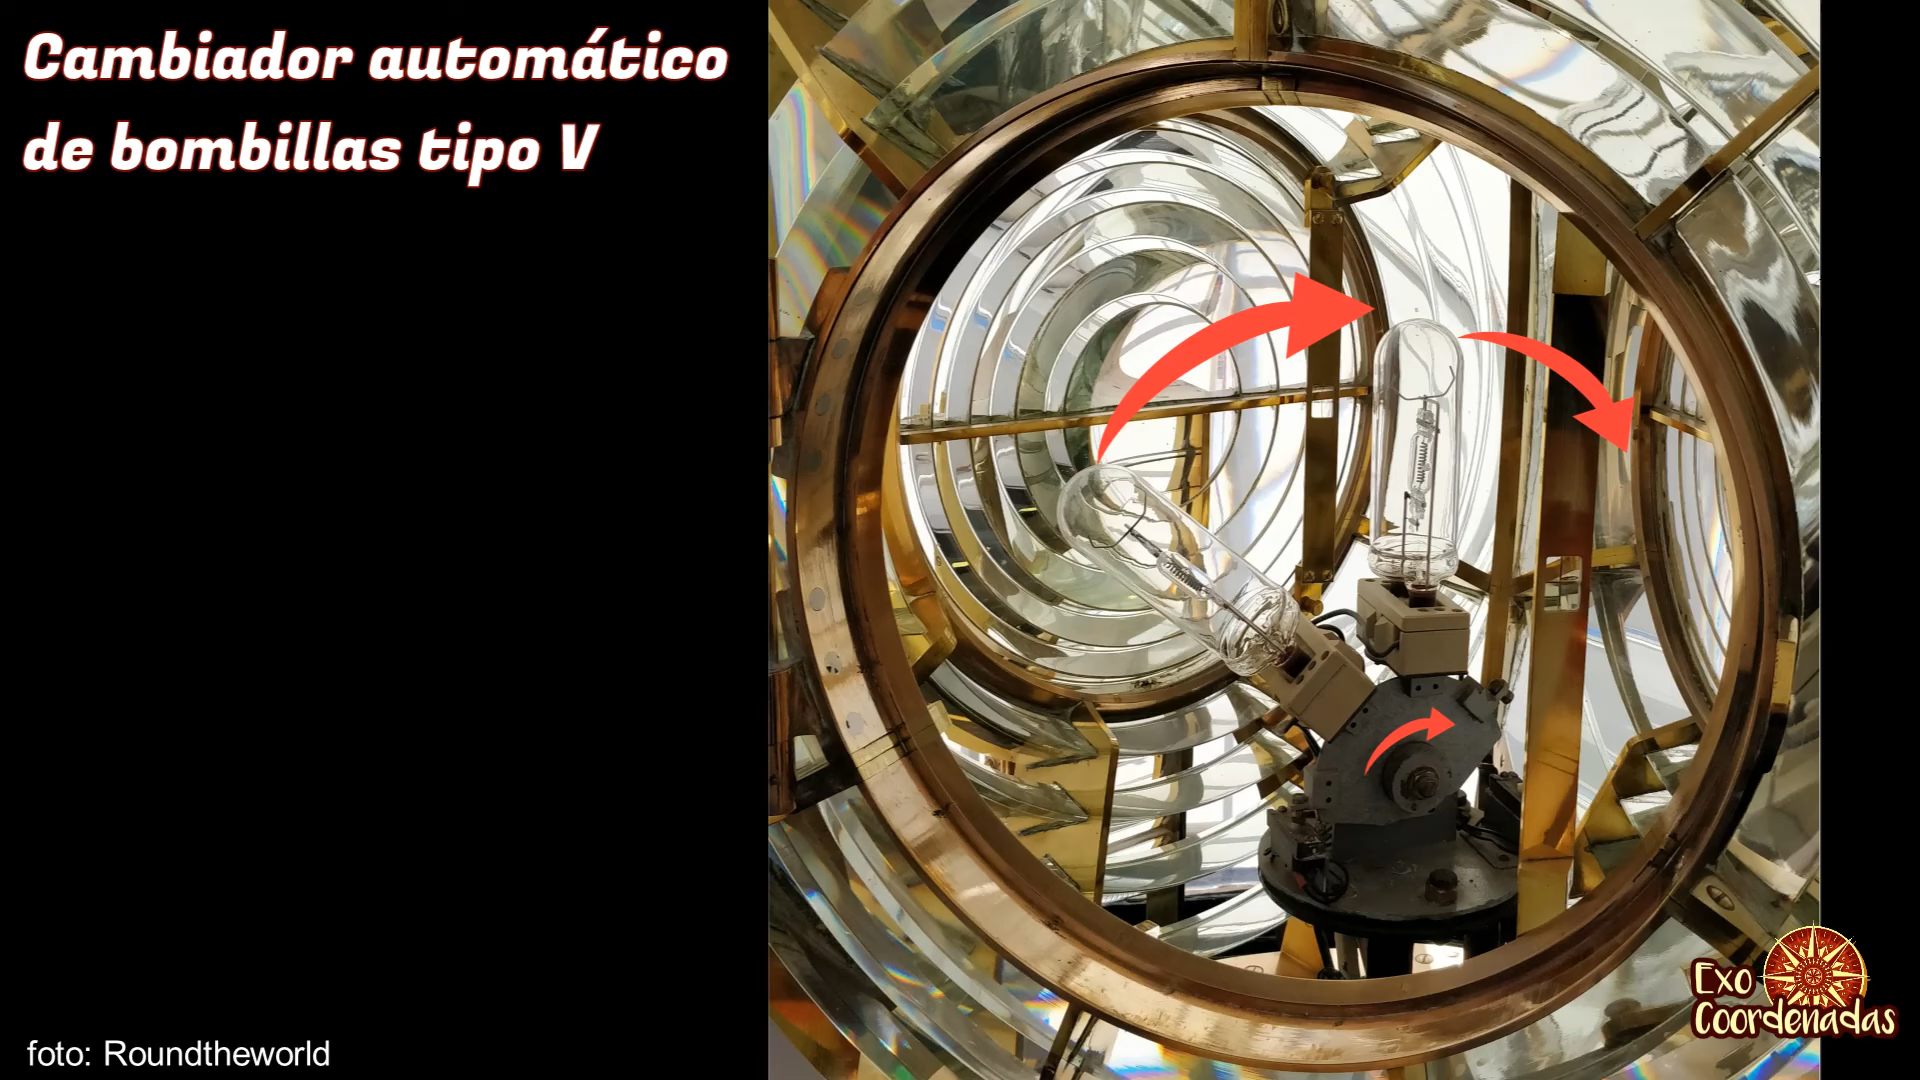 Cambiador automático
de bombillas tipo V
foto: Roundtheworld
Exo
Coordenadas